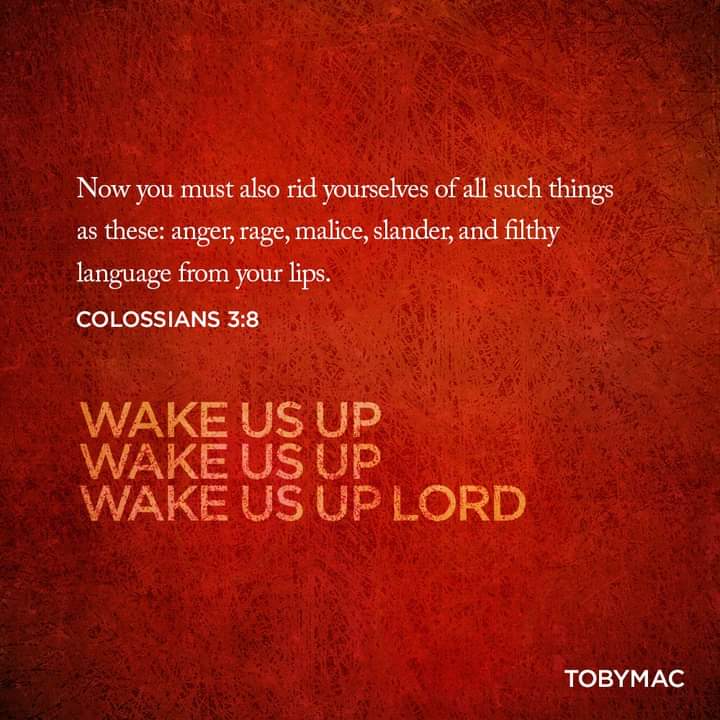 Now you must also rid yourselves of all such things
as these: anger, rage, malice, slander, and filthy
language from your lips.
COLOSSIANS 3:8
WAKE US UP
WAKE US UP
WAKE US UP LORD
TOBYMAC